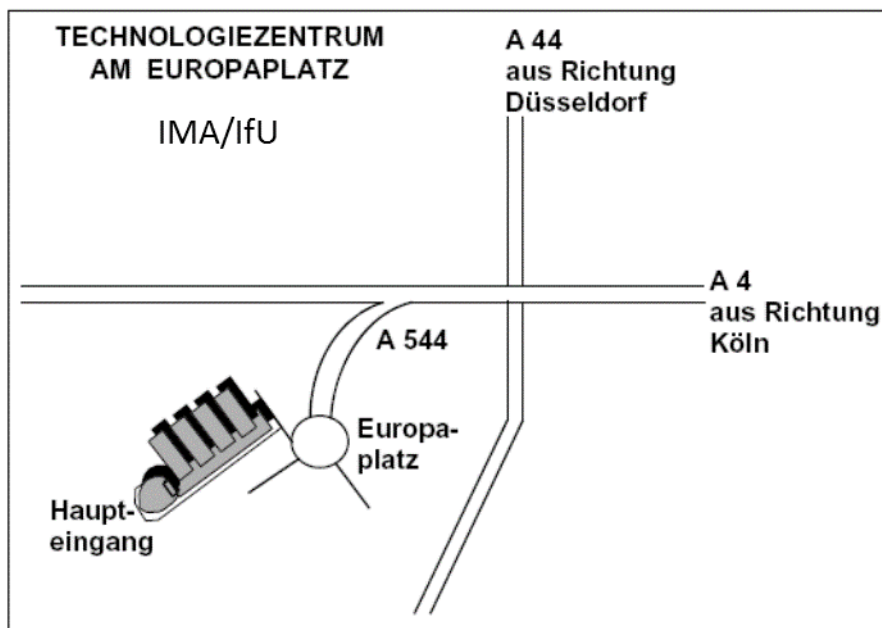 TECHNOLOGIEZENTRUM
AM EUROPAPLATZ
IMA/IfU
A 44
aus Richtung
Düsseldorf
A 4
aus Richtung
Köln
A 544
Europa-
platz
Haupt-
eingang